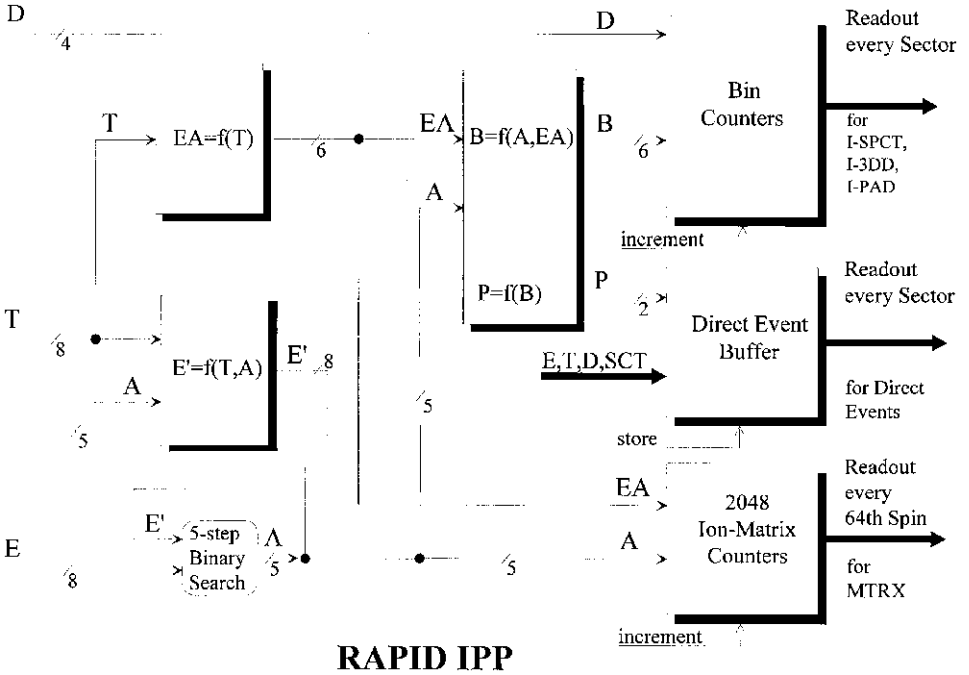 D
4
D
Readout
every Sector
Bin
Counters
for
I-SPCT,
I-3DD,
I-PAD
T
EA=f(T)
6
EA
B=f(A,EA)
B
6
A
increment
P=f(B)
P
2
Readout
every Sector
T
8
E'=f(T,A)
E'
8
Direct Event
Buffer
E,T,D,SCT
A
5
5
for Direct
Events
store
Readout
every
64th Spin
EA
2048
Ion-Matrix
Counters
E
8
E'
5-step
Binary
Search
A
5
5
A
for
MTRX
increment
RAPID IPP